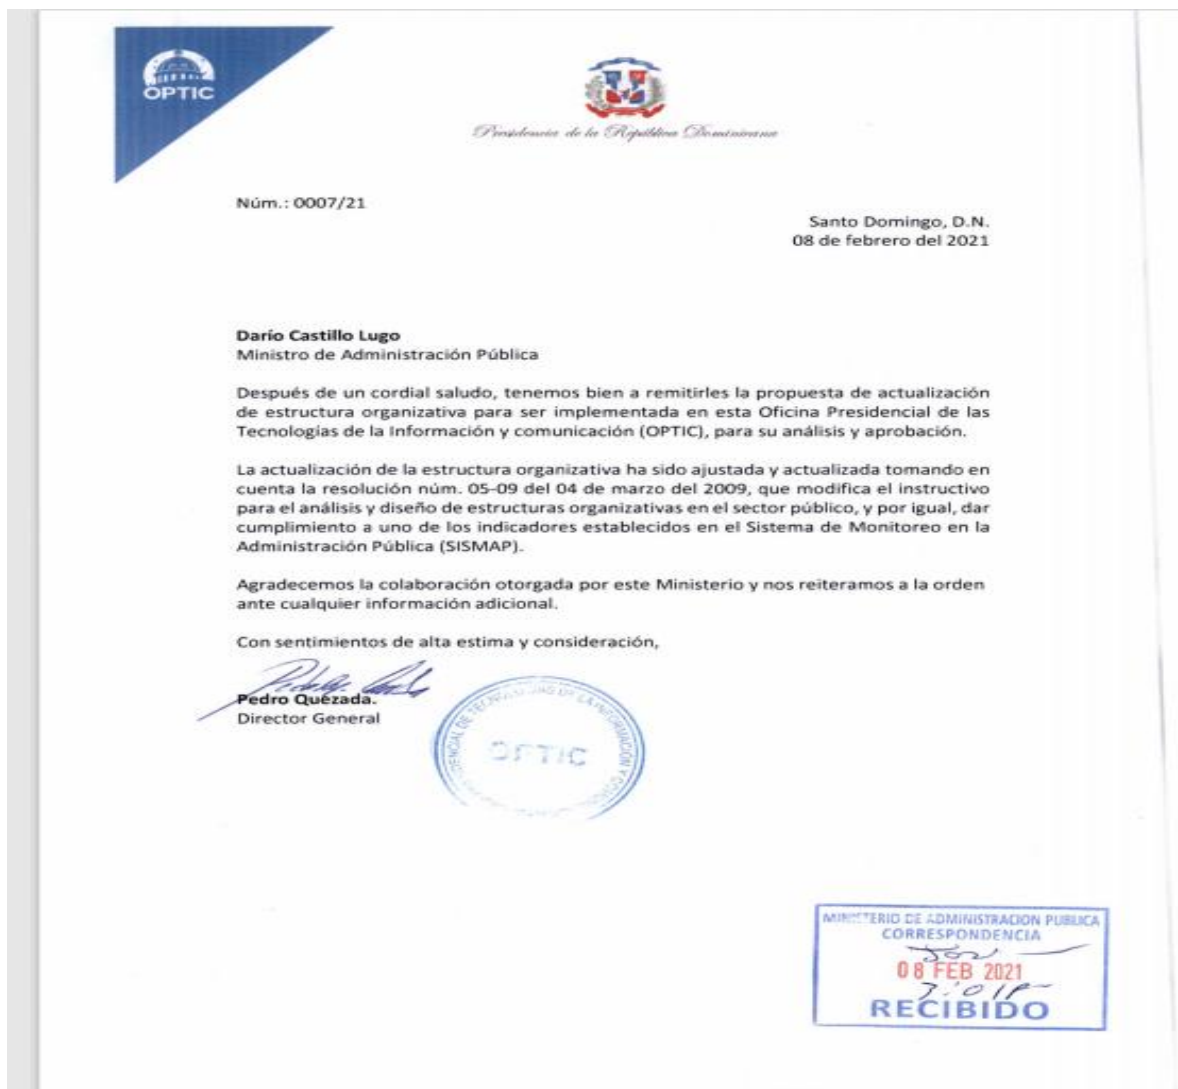 OPTIC
Presidencia de la República Dominicana
Núm.: 0007/21
Santo Domingo, D.N.
08 de febrero del 2021
Darío Castillo Lugo
Ministro de Administración Pública
Después de un cordial saludo, tenemos bien a remitirles la propuesta de actualización
de estructura organizativa para ser implementada en esta Oficina Presidencial de las
Tecnologías de la Información y comunicación (OPTIC), para su análisis y aprobación.
La actualización de la estructura organizativa ha sido ajustada y actualizada tomando en
cuenta la resolución núm. 05-09 del 04 de marzo del 2009, que modifica el instructivo
para el análisis y diseño de estructuras organizativas en el sector público, y por igual, dar
cumplimiento a uno de los indicadores establecidos en el Sistema de Monitoreo en la
Administración Pública (SISMAP).
Agradecemos la colaboración otorgada por este Ministerio y nos reiteramos a la orden
ante cualquier información adicional.
Con sentimientos de alta estima y consideración,
Pedro Quezada.
Director General
DE TECNOLOGIAS DE LA INFORMACIÓN Y
OPTIC
MINISTERIO DE ADMINISTRACION PUBLICA
CORRESPONDENCIA
08 FEB 2021
RECIBIDO